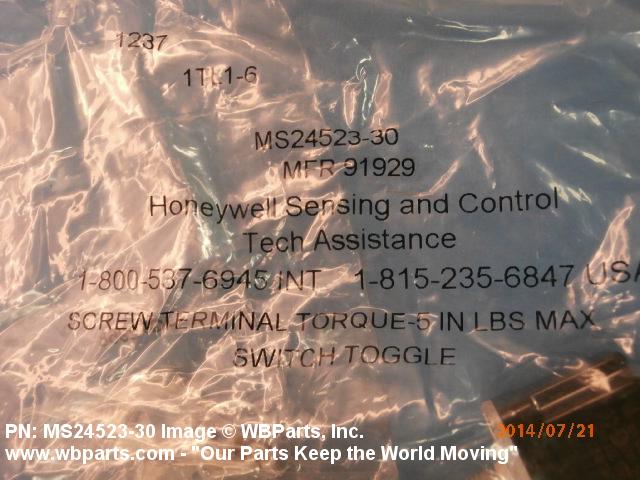 1237
1TL1-6
MS24523-30
MFR 91929
Honeywell Sensing and Control
Tech Assistance
1-800-537-6945 INT 1-815-235-6847 USA
SCREW TERMINAL TORQUE-5 IN LBS MAX
SWITCH TOGGLE
PN: MS24523-30 Image © WBParts, Inc.
2014/07/21
www.wbparts.com - "Our Parts Keep the World Moving"